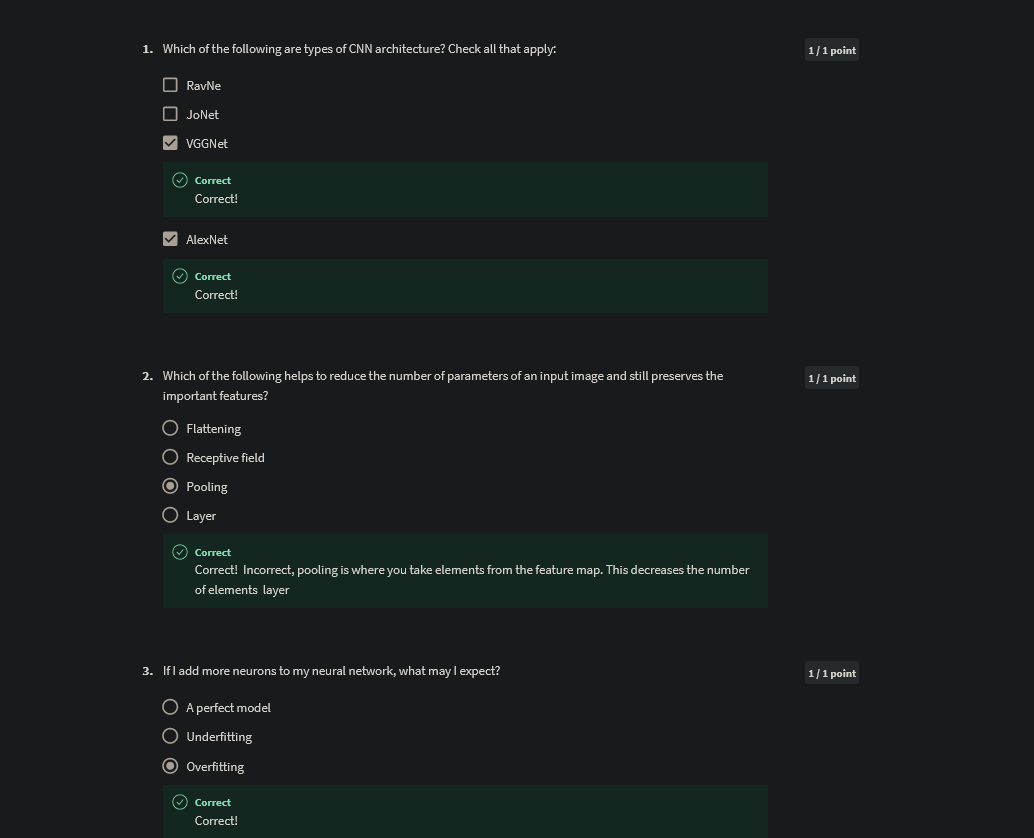 1. Which of the following are types of CNN architecture? Check all that apply:
1 / 1 point
RavNe
JoNet
VGGNet
Correct
Correct!
AlexNet
Correct
Correct!
2. Which of the following helps to reduce the number of parameters of an input image and still preserves the
important features?
1 / 1 point
Flattening
Receptive field
Pooling
Layer
Correct
Correct!  Incorrect, pooling is where you take elements from the feature map. This decreases the number
of elements  layer
3. If I add more neurons to my neural network, what may I expect?
1 / 1 point
A perfect model
Underfitting
Overfitting
Correct
Correct!